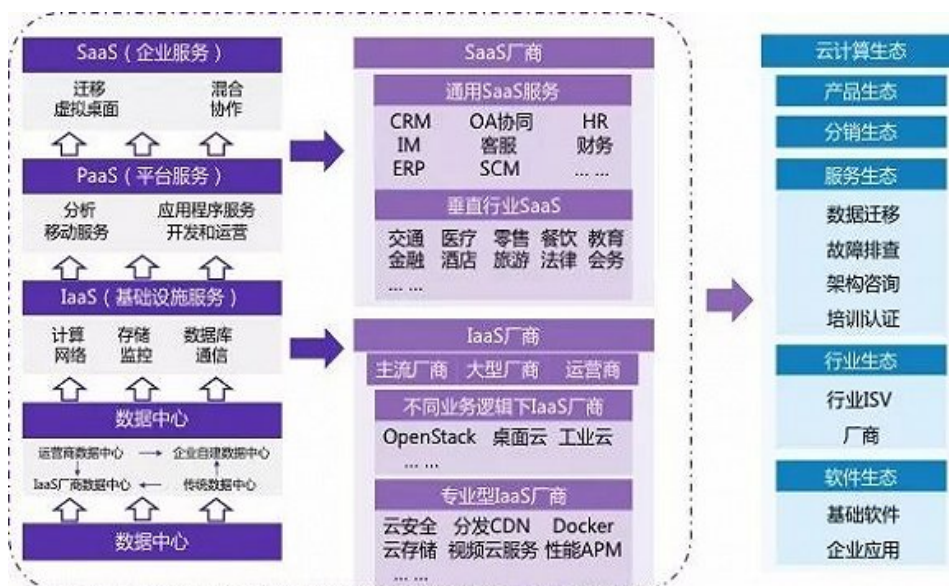 SaaS（企业服务）
迁移 混合
虚拟桌面 协作
PaaS（平台服务）
分析 应用程序服务
移动服务 开发和运营
IaaS（基础设施服务）
计算 存储 数据库
网络 监控 通信
数据中心
运营商数据中心 企业自建数据中心
IaaS厂商数据中心 传统数据中心
数据中心
SaaS厂商
通用SaaS服务
CRM OA协同 HR
IM 客服 财务
ERP SCM ... ...
垂直行业SaaS
交通 医疗 零售 餐饮 教育
金融 酒店 旅游 法律 会务
... ...
IaaS厂商
主流厂商 大型厂商 运营商
不同业务逻辑下IaaS厂商
OpenStack 桌面云 工业云
... ...
专业型IaaS厂商
云安全 分发CDN Docker
云存储 视频云服务 性能APM
... ...
云计算生态
产品生态
分销生态
服务生态
数据迁移
故障排查
架构咨询
培训认证
行业生态
行业ISV
厂商
软件生态
基础软件
企业应用